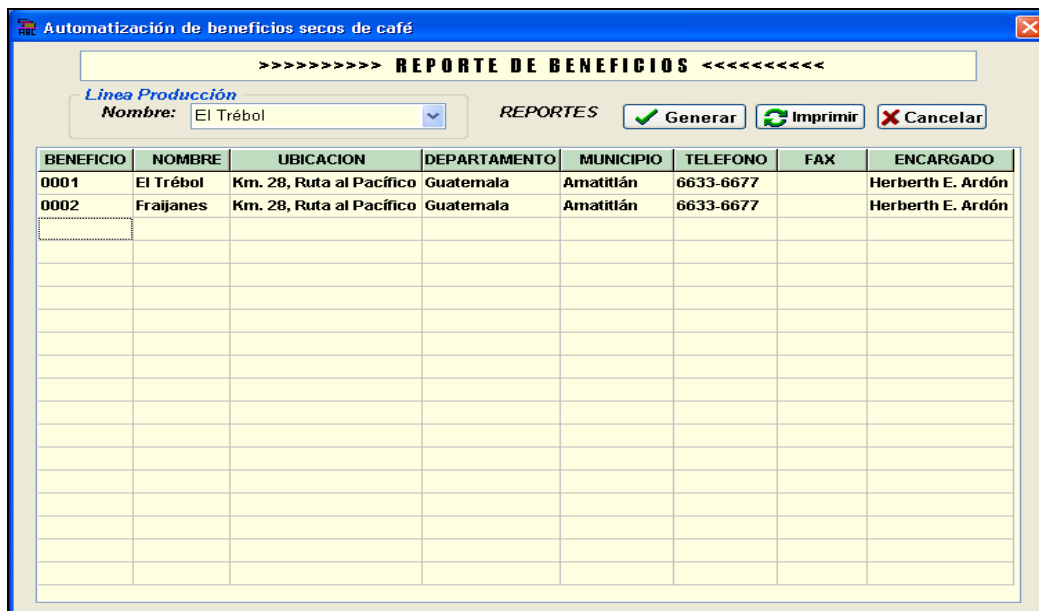 Automatización de beneficios secos de café
>>>>>>>>>> REPORTE DE BENEFICIOS <<<<<<<<<<
Linea Producción
Nombre: El Trébol REPORTES Generar Imprimir Cancelar
BENEFICIO NOMBRE UBICACION DEPARTAMENTO MUNICIPIO TELEFONO FAX ENCARGADO
0001 El Trébol Km. 28, Ruta al Pacífico Guatemala Amatitlán 6633-6677 Herberth E. Ardón
0002 Fraijanes Km. 28, Ruta al Pacífico Guatemala Amatitlán 6633-6677 Herberth E. Ardón